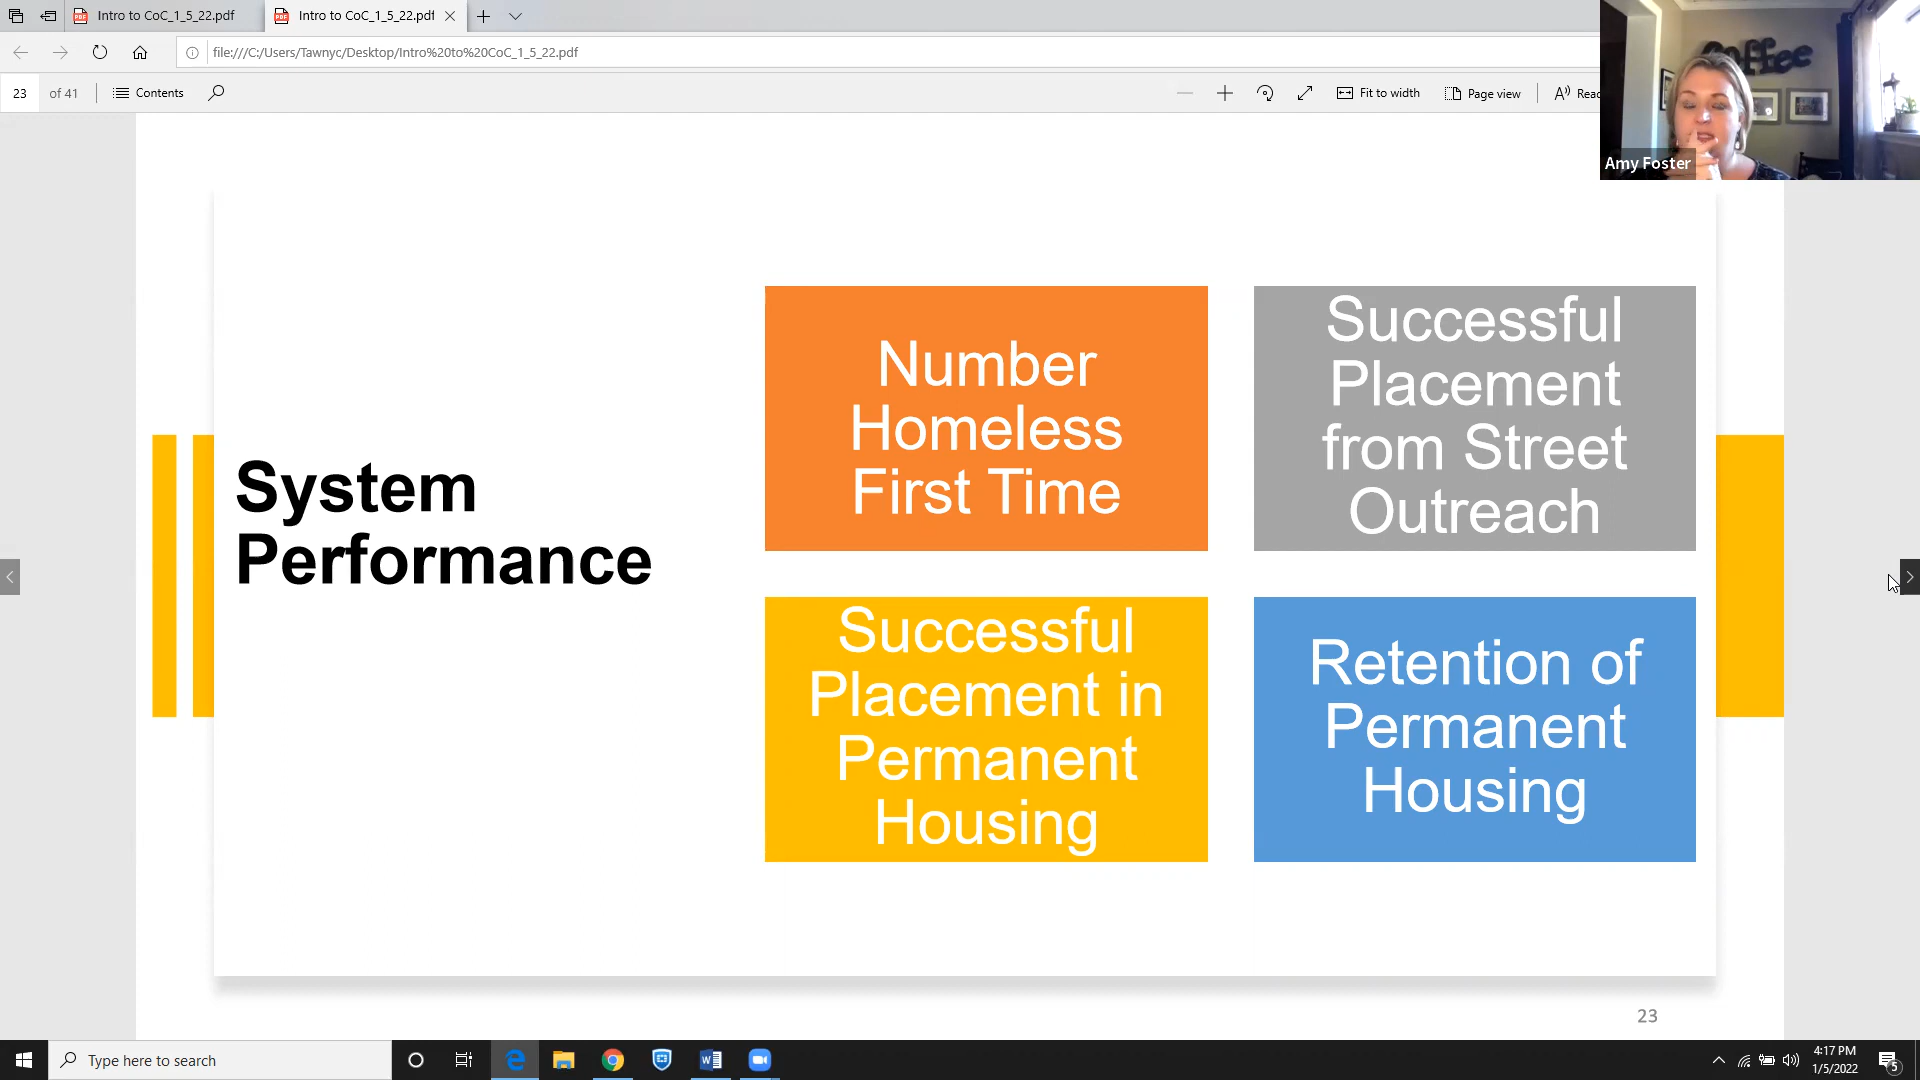 Intro to CoC_1_5_22.pdf
Intro to CoC_1_5_22.pdf
file:///C:/Users/Tawnyc/Desktop/Intro%20to%20CoC_1_5_22.pdf
23 of 41
Contents
Fit to width
Page view
Rea
Coffee
Amy Foster
System
Performance
Number
Homeless
First Time
Successful
Placement
from Street
Outreach
Successful
Placement in
Permanent
Housing
Retention of
Permanent
Housing
23
Type here to search
4:17 PM
1/5/2022
5